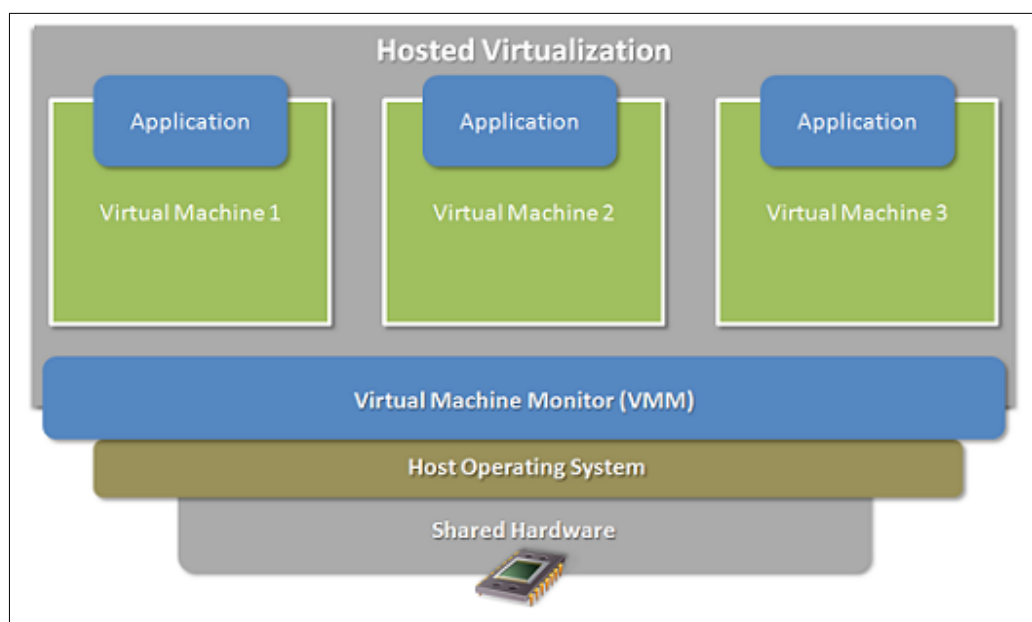 Hosted Virtualization
Application
Application
Application
Virtual Machine 1
Virtual Machine 2
Virtual Machine 3
Virtual Machine Monitor (VMM)
Host Operating System
Shared Hardware